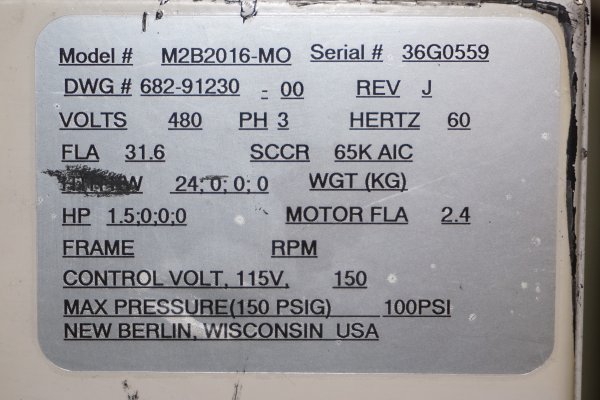 Model # M2B2016-MO Serial # 36G0559
DWG # 682-91230 - 00 REV J
VOLTS 480 PH 3 HERTZ 60
FLA 31.6 SCCR 65K AIC
24; 0; 0; 0 WGT (KG)
HP 1.5;0;0;0 MOTOR FLA 2.4
FRAME RPM
CONTROL VOLT, 115V, 150
MAX PRESSURE(150 PSIG) 100PSI
NEW BERLIN, WISCONSIN USA